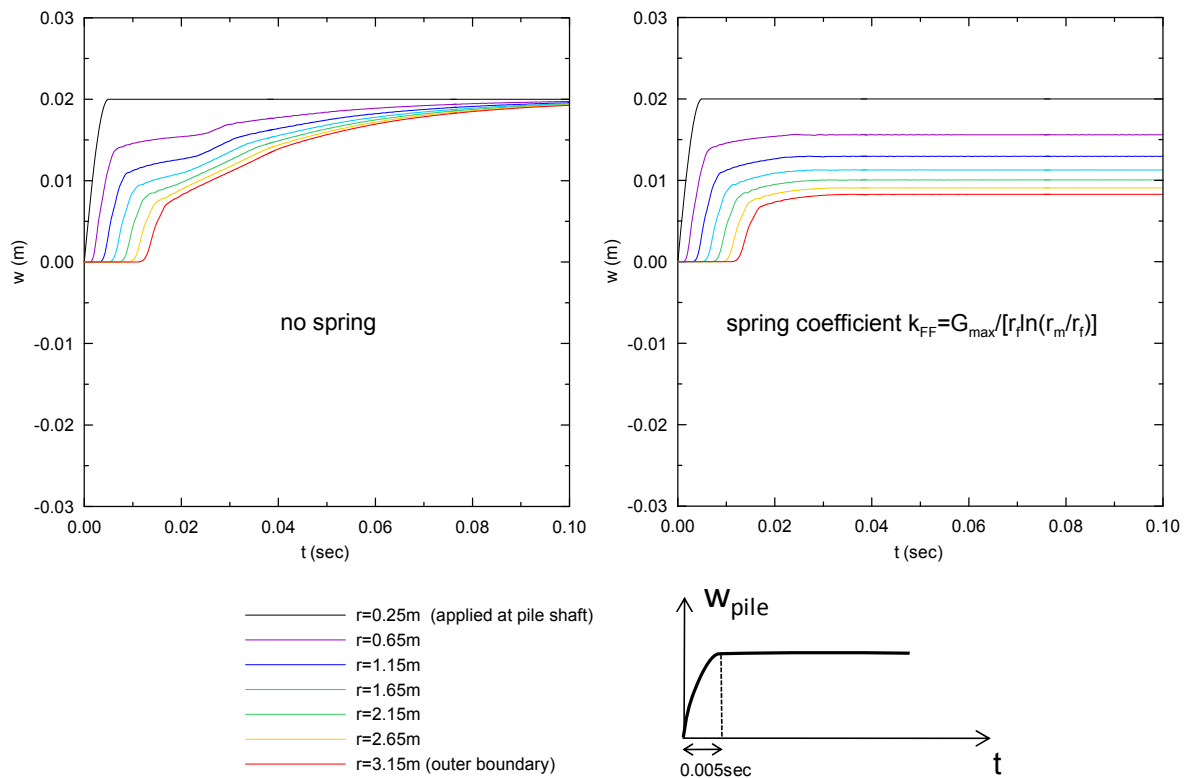 0.03
0.02
0.01
0.00
-0.01
-0.02
-0.03
w (m)
0.00 0.02 0.04 0.06 0.08 0.10
t (sec)
no spring
0.03
0.02
0.01
0.00
-0.01
-0.02
-0.03
w (m)
0.00 0.02 0.04 0.06 0.08 0.10
t (sec)
spring coefficient kFF=Gmax/[rfln(rm/rf)]
r=0.25m (applied at pile shaft)
r=0.65m
r=1.15m
r=1.65m
r=2.15m
r=2.65m
r=3.15m (outer boundary)
wpile
t
0.005sec